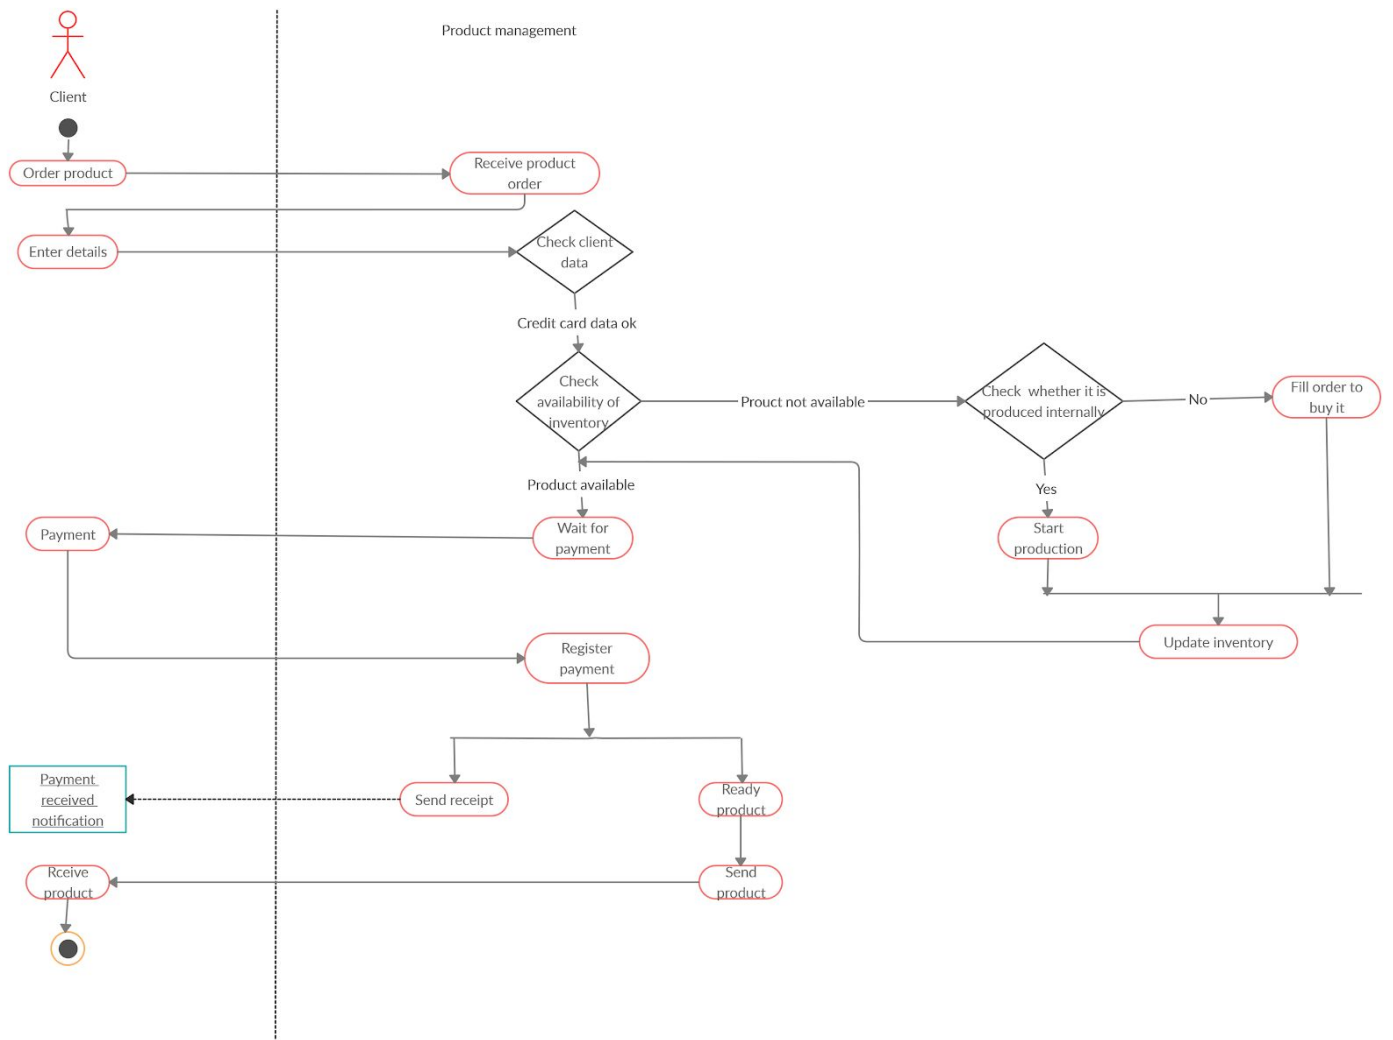 Product management
Client
Order product
Receive product
order
Enter details
Check client
data
Credit card data ok
Check
availability of
inventory
Prouct not available
Check  whether it is
produced internally
No
Fill order to
buy it
Product available
Yes
Wait for
payment
Payment
Start
production
Update inventory
Register
payment
Payment
received
notification
Send receipt
Ready
product
Rceive
product
Send
product